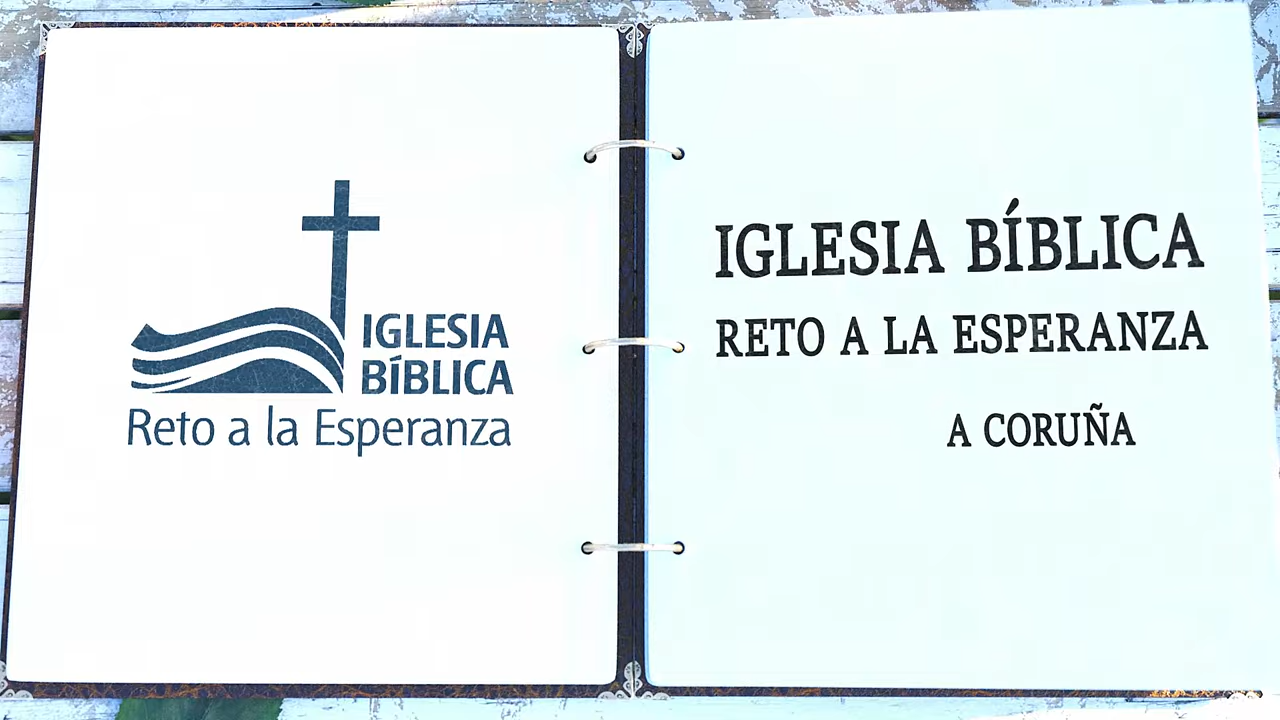 IGLESIA
BÍBLICA
Reto a la Esperanza
IGLESIA BÍBLICA
RETO A LA ESPERANZA
A CORUÑA